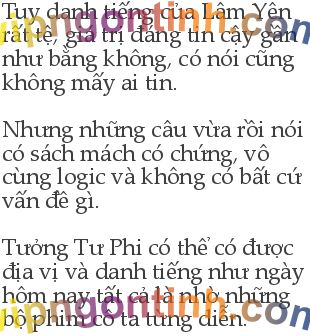 Tuy danh tiếng của Lâm Yên
rất tệ, giá trị đáng tin cậy gần
như bằng không, có nói cũng
không mấy ai tin.
Nhưng những câu vừa rồi nói
có sách mách có chứng, vô
cùng logic và không có bất cứ
vấn đề gì.
Tưởng Tư Phi có thể có được
địa vị và danh tiếng như ngày
hôm nay tất cả là nhờ những
bộ phim cô ta từng diễn.